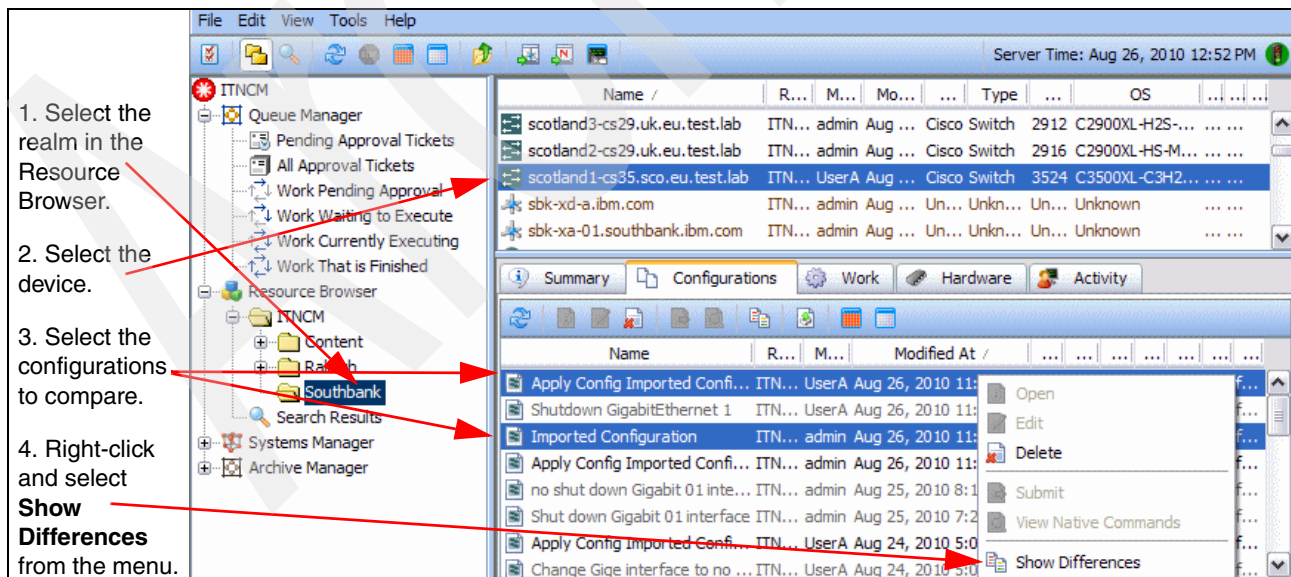 File Edit View Tools Help
Server Time: Aug 26, 2010 12:52 PM
1. Select the
realm in the
Resource
Browser.
2. Select the
device.
3. Select the
configurations
to compare.
4. Right-click
and select
Show
Differences
from the menu.
ITNCM
Queue Manager
Pending Approval Tickets
All Approval Tickets
Work Pending Approval
Work Waiting to Execute
Work Currently Executing
Work That is Finished
Resource Browser
ITNCM
Content
Southbank
Search Results
Systems Manager
Archive Manager
Name / R... M... Mo... ... Type ... OS ... ... ...
scotland3-cs29.uk.eu.test.lab ITN... admin Aug ... Cisco Switch 2912 C2900XL-H2S-... ... ...
scotland2-cs29.uk.eu.test.lab ITN... admin Aug ... Cisco Switch 2916 C2900XL-HS-M... ... ...
scotland1-cs35.sco.eu.test.lab ITN... UserA Aug ... Cisco Switch 3524 C3500XL-C3H2... ... ...
sbk-xd-a.ibm.com ITN... admin Aug ... Un... Unkn... Un... Unknown ... ...
sbk-xa-01.southbank.ibm.com ITN... admin Aug ... Un... Unkn... Un... Unknown ... ...
Summary Configurations Work Hardware Activity
Name R... M... Modified At / ... ... ... ... ... ... ...
Apply Config Imported Confi... ITN... UserA Aug 26, 2010 11: f...
Shutdown GigabitEthernet 1 ITN... UserA Aug 26, 2010 11: f...
Imported Configuration ITN... admin Aug 26, 2010 11: f...
Apply Config Imported Confi... ITN... admin Aug 26, 2010 11: f...
no shut down Gigabit 01 inte... ITN... admin Aug 25, 2010 8:1 f...
Shut down Gigabit 01 interface ITN... admin Aug 25, 2010 7:2 f...
Apply Config Imported Confi... ITN... UserA Aug 24, 2010 5:0 f...
Change Gige interface to no ... ITN... UserA Aug 24, 2010 5:0 f...
Open
Edit
Delete
Submit
View Native Commands
Show Differences